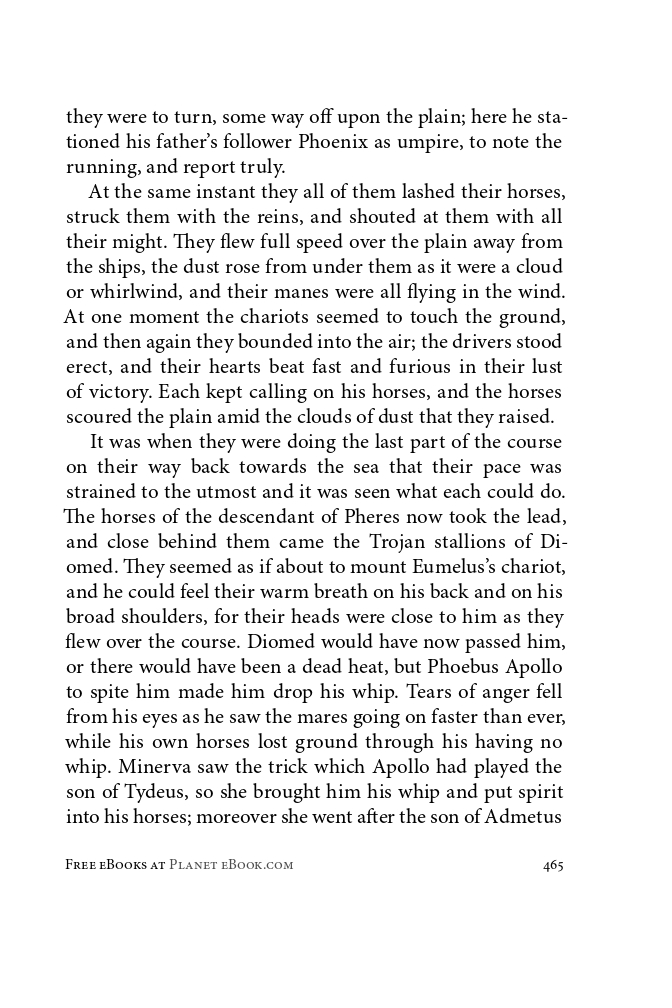 they were to turn, some way off upon the plain; here he sta-
tioned his father’s follower Phoenix as umpire, to note the
running, and report truly.
At the same instant they all of them lashed their horses,
struck them with the reins, and shouted at them with all
their might. They flew full speed over the plain away from
the ships, the dust rose from under them as it were a cloud
or whirlwind, and their manes were all flying in the wind.
At one moment the chariots seemed to touch the ground,
and then again they bounded into the air; the drivers stood
erect, and their hearts beat fast and furious in their lust
of victory. Each kept calling on his horses, and the horses
scoured the plain amid the clouds of dust that they raised.
It was when they were doing the last part of the course
on their way back towards the sea that their pace was
strained to the utmost and it was seen what each could do.
The horses of the descendant of Pheres now took the lead,
and close behind them came the Trojan stallions of Di-
omed. They seemed as if about to mount Eumelus’s chariot,
and he could feel their warm breath on his back and on his
broad shoulders, for their heads were close to him as they
flew over the course. Diomed would have now passed him,
or there would have been a dead heat, but Phoebus Apollo
to spite him made him drop his whip. Tears of anger fell
from his eyes as he saw the mares going on faster than ever,
while his own horses lost ground through his having no
whip. Minerva saw the trick which Apollo had played the
son of Tydeus, so she brought him his whip and put spirit
into his horses; moreover she went after the son of Admetus
Free eBooks at Planet eBook.com 465